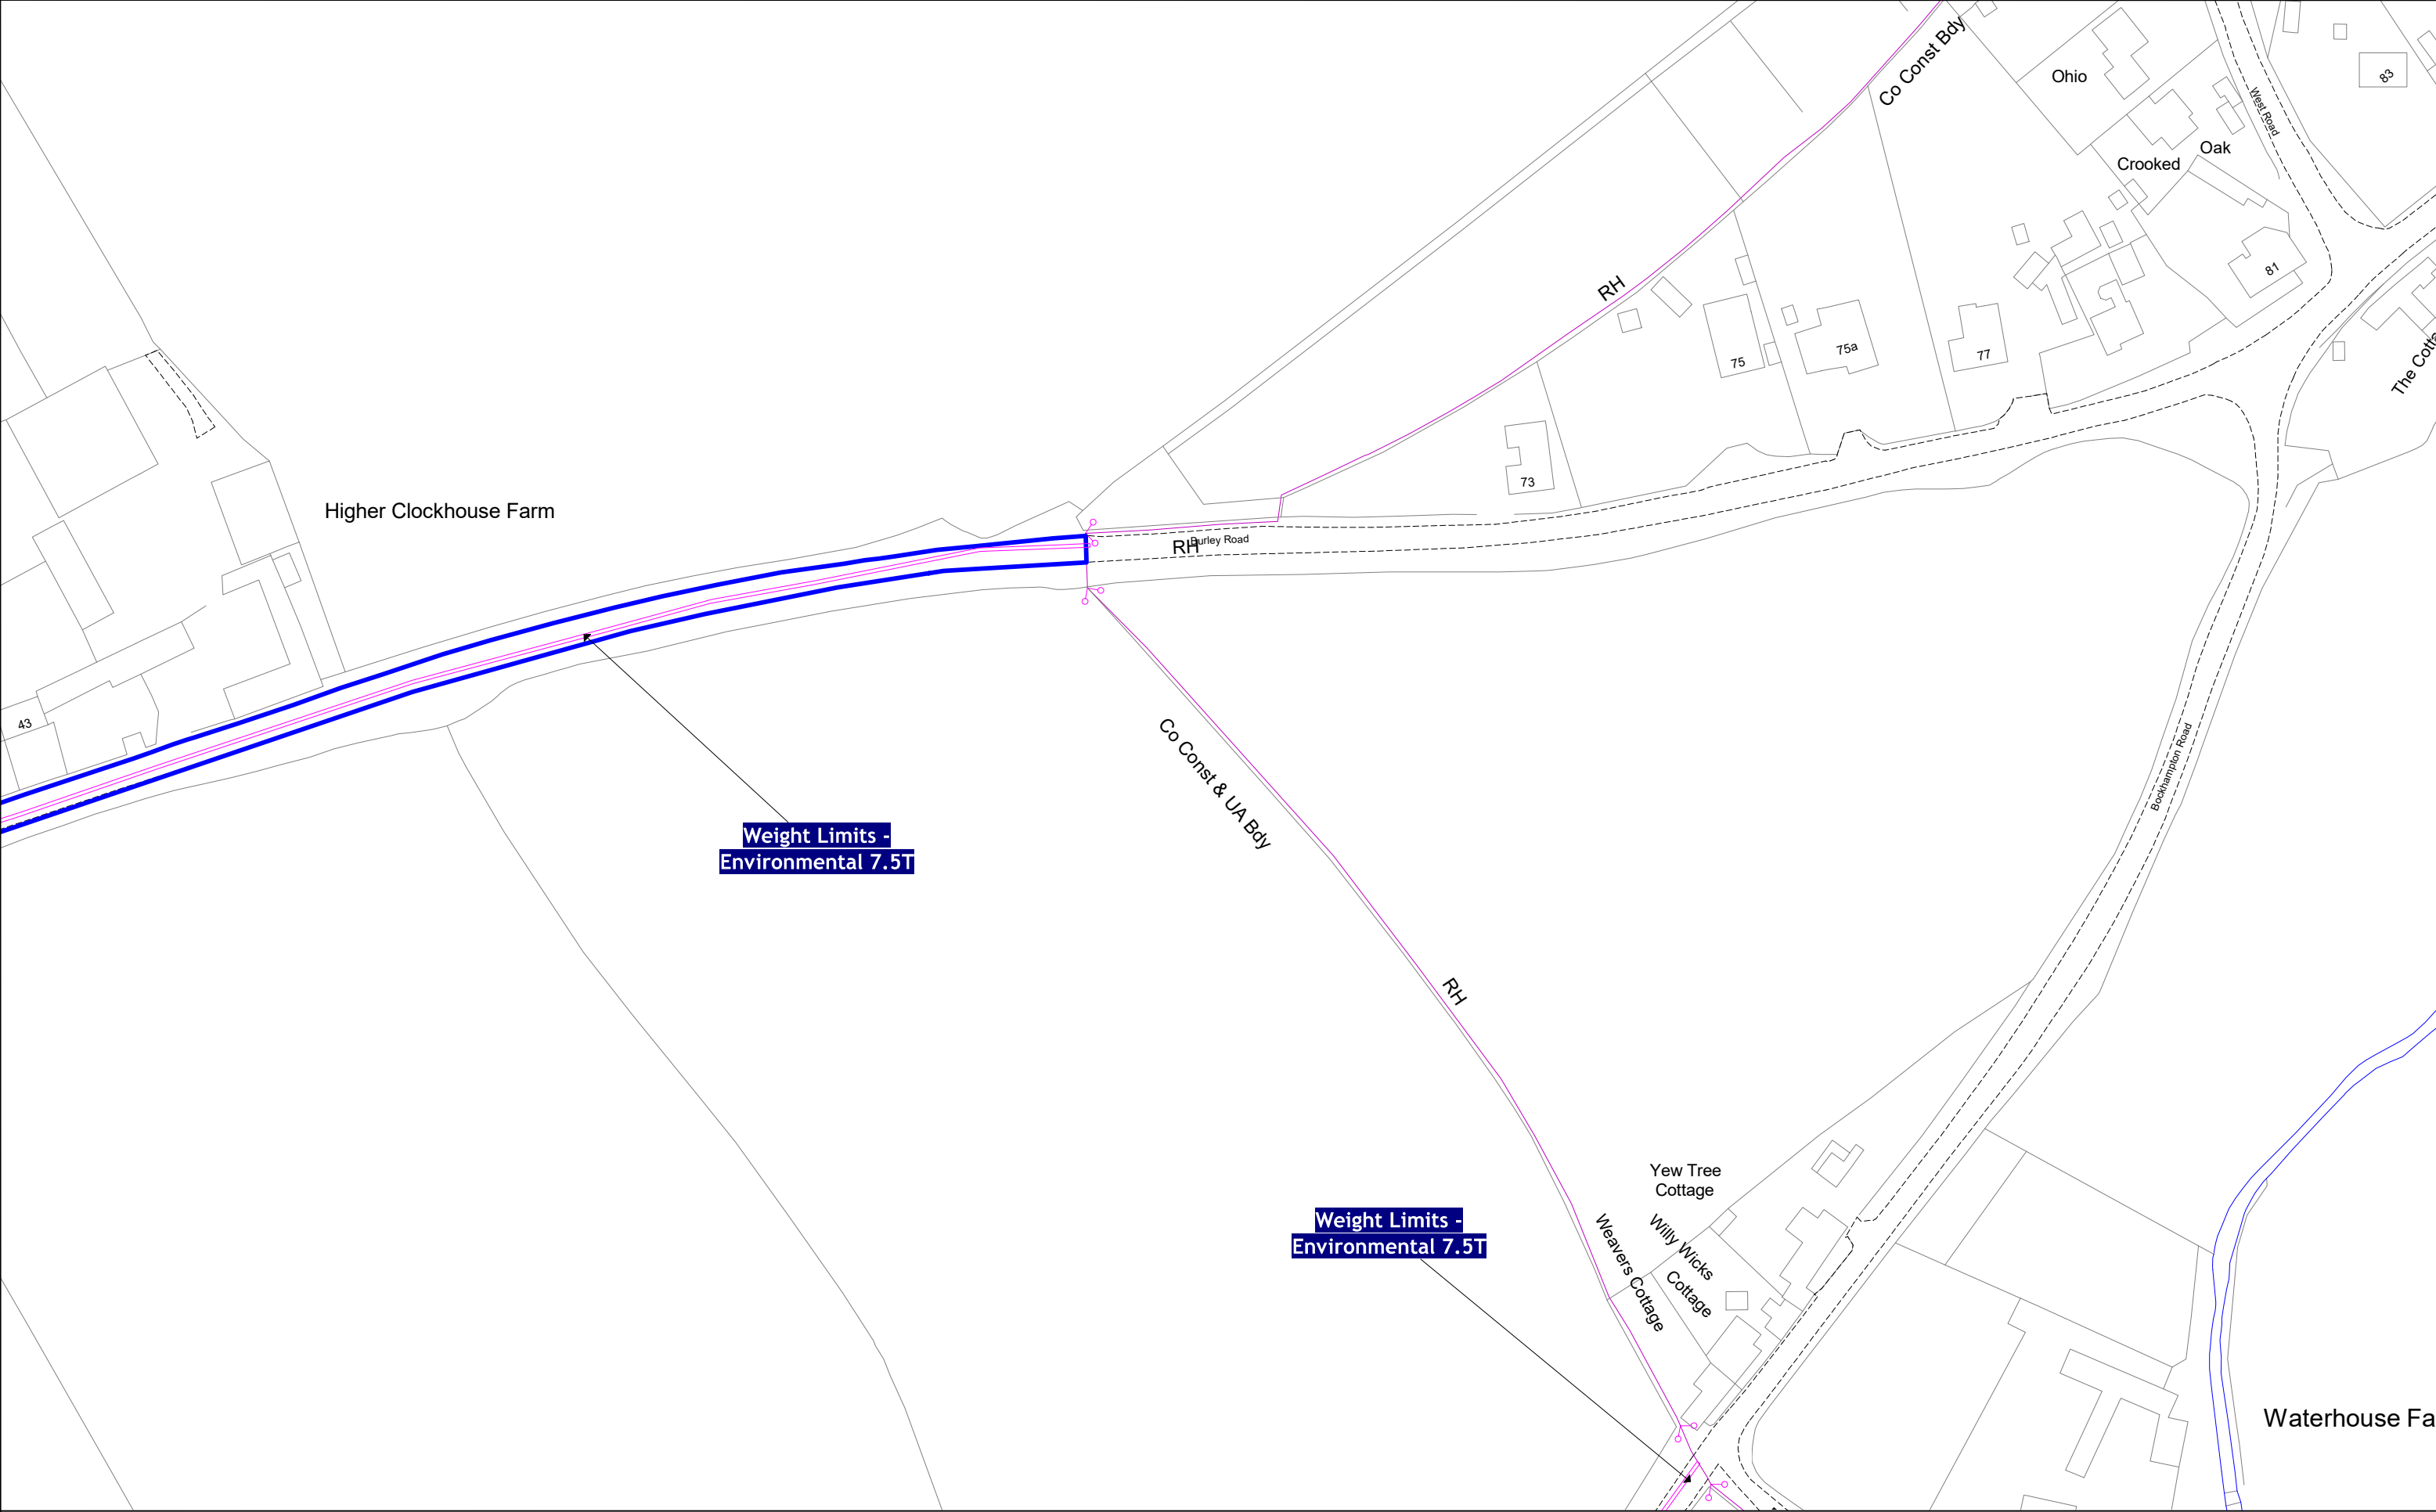 Co Const Bdy
Ohio
83
West Road
Oak
Crooked
81
RH
75
75a
77
73
Higher Clockhouse Farm
RH
Burley Road
43
Co Const & UA Bdy
Bockhampton Road
Weight Limits -
Environmental 7.5T
RH
Yew Tree
Cottage
Weight Limits -
Environmental 7.5T
Willy Wicks
Cottage
Weavers Cottage
Waterhouse Fa
The Cotta